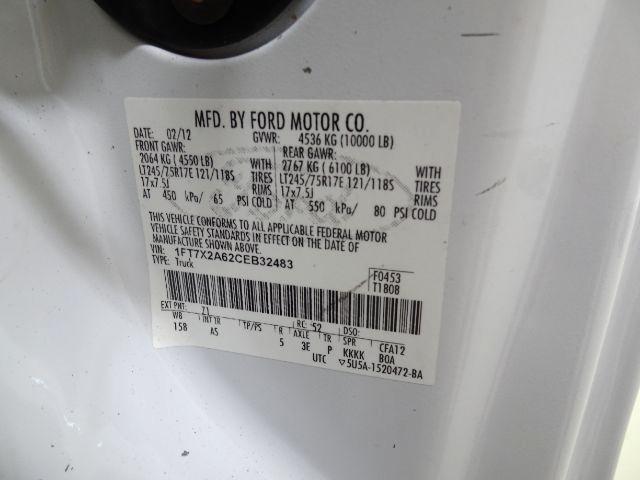 MFD. BY FORD MOTOR CO.
DATE: 02/12 GVWR: 4536 KG (10000 LB)
FRONT GAWR: REAR GAWR:
2064 KG ( 4550 LB) WITH 2767 KG ( 6100 LB) WITH
LT245/75R17E 121/118S TIRES LT245/75R17E 121/118S TIRES
17x7.5J RIMS 17x7.5J RIMS
AT 450 kPa/ 65 PSI COLD AT 550 kPa/ 80 PSI COLD
THIS VEHICLE CONFORMS TO ALL APPLICABLE FEDERAL MOTOR
VEHICLE SAFETY STANDARDS IN EFFECT ON THE DATE OF
MANUFACTURE SHOWN ABOVE.
VIN: 1FT7X2A62CEB32483
TYPE: Truck
F0453
T1B08
EXT PNT: Z1 RC: 52 DSO:
WB INT TR TP/PS R AXLE TR SPR CFA12
158 AS 5 3E P KKKK BOA
UTC ▽5U5A-1520472-BA